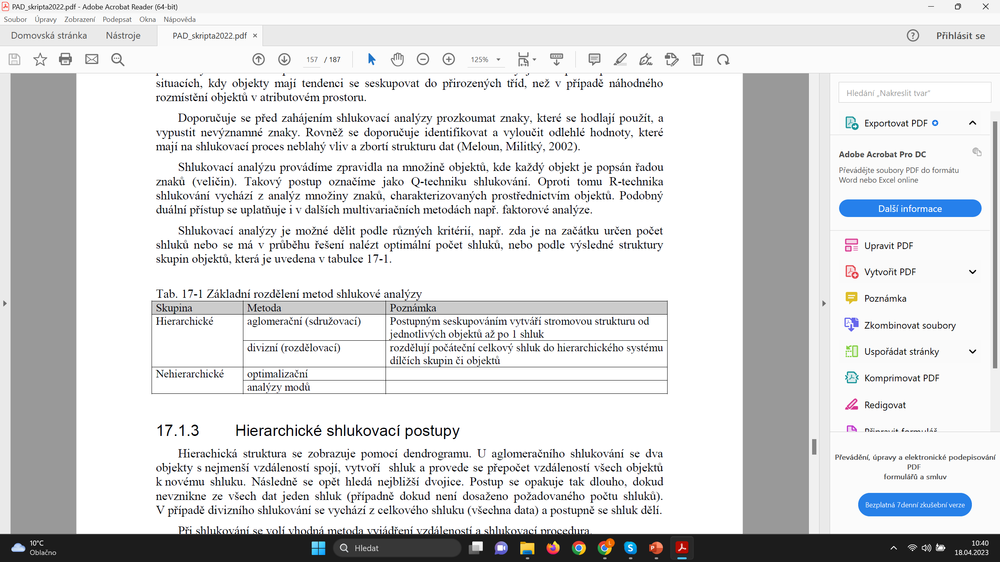 PAD_skripta2022.pdf - Adobe Acrobat Reader (64-bit)
Soubor Úpravy Zobrazení Podepsat Okna Nápověda
Domovská stránka Nástroje PAD_skripta2022.pdf × Přihlásit se
157 / 187 125%
situacích, kdy objekty mají tendenci se seskupovat do přirozených tříd, než v případě náhodného
rozmístění objektů v atributovém prostoru.
Doporučuje se před zahájením shlukovací analýzy prozkoumat znaky, které se hodlají použít, a
vypustit nevýznamné znaky. Rovněž se doporučuje identifikovat a vyloučit odlehlé hodnoty, které
mají na shlukovací proces neblahý vliv a zbortí strukturu dat (Meloun, Militký, 2002).
Shlukovací analýzu provádíme zpravidla na množině objektů, kde každý objekt je popsán řadou
znaků (veličin). Takový postup označíme jako Q-techniku shlukování. Oproti tomu R-technika
shlukování vychází z analýz množiny znaků, charakterizovaných prostřednictvím objektů. Podobný
duální přístup se uplatňuje i v dalších multivariačních metodách např. faktorové analýze.
Shlukovací analýzy je možné dělit podle různých kritérií, např. zda je na začátku určen počet
shluků nebo se má v průběhu řešení nalézt optimální počet shluků, nebo podle výsledné struktury
skupin objektů, která je uvedena v tabulce 17-1.
Tab. 17-1 Základní rozdělení metod shlukové analýzy
Skupina Metoda Poznámka
Hierarchické aglomerační (sdružovací) Postupným seskupováním vytváří stromovou strukturu od
jednotlivých objektů až po 1 shluk
divizní (rozdělovací) rozdělují počáteční celkový shluk do hierarchického systému
dílčích skupin či objektů
Nehierarchické optimalizační
analýzy modů
17.1.3 Hierarchické shlukovací postupy
Hierachická struktura se zobrazuje pomocí dendrogramu. U aglomeračního shlukování se dva
objekty s nejmenší vzdáleností spojí, vytvoří shluk a provede se přepočet vzdáleností všech objektů
k novému shluku. Následně se opět hledá nejbližší dvojice. Postup se opakuje tak dlouho, dokud
nevznikne ze všech dat jeden shluk (případně dokud není dosaženo požadovaného počtu shluků).
V případě divizního shlukování se vychází z celkového shluku (všechna data) a postupně se shluk dělí.
Při shlukování se volí vhodná metoda vyjádření vzdáleností a shlukovací procedura.
Hledání „Nakreslit tvar“
Exportovat PDF
Adobe Acrobat Pro DC
Převádějte soubory PDF do formátu
Word nebo Excel online
Další informace
Upravit PDF
Vytvořit PDF
Poznámka
Zkombinovat soubory
Uspořádat stránky
Komprimovat PDF
Redigovat
Připravit formulář
Převádění, úpravy a elektronické podepisování
PDF
formulářů a smluv
Bezplatná 7denní zkušební verze
10°C
Oblačno
Hledat
L
10:40
18.04.2023